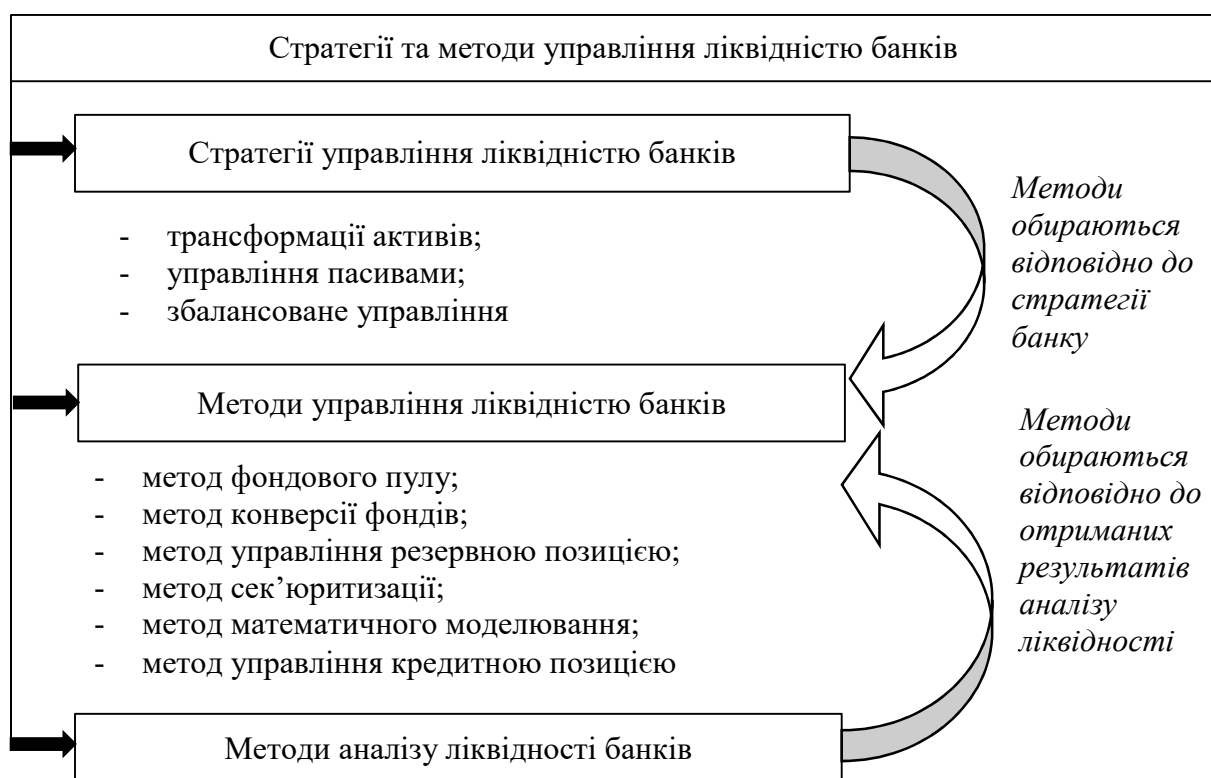 Стратегії та методи управління ліквідністю банків
Стратегії управління ліквідністю банків
- трансформації активів;
- управління пасивами;
- збалансоване управління
Методи
обираються
відповідно до
стратегії
банку
Методи управління ліквідністю банків
- метод фондового пулу;
- метод конверсії фондів;
- метод управління резервною позицією;
- метод сек’юритизації;
- метод математичного моделювання;
- метод управління кредитною позицією
Методи
обираються
відповідно до
отриманих
результатів
аналізу
ліквідності
Методи аналізу ліквідності банків